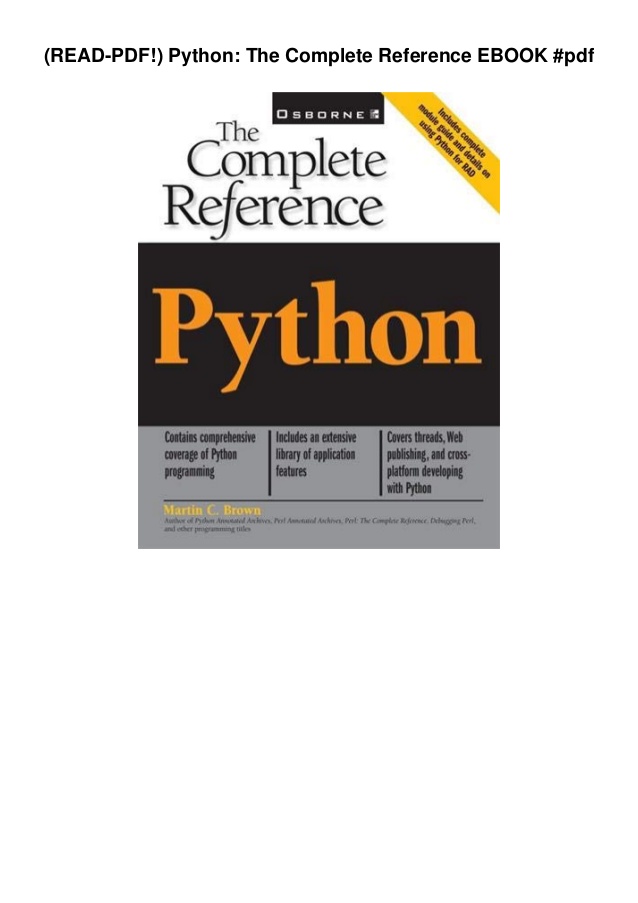 (READ-PDF!) Python: The Complete Reference EBOOK #pdf
OSBORNE
Includes complete
module guide and details on
using Python for RAD
The
Complete
Reference
Python
Contains comprehensive
coverage of Python
programming
Includes an extensive
library of application
features
Covers threads, Web
publishing, and cross-
platform developing
with Python
Martin C. Brown
Author of Python Annotated Archives, Perl Annotated Archives, Perl: The Complete Reference, Debugging Perl,
and other programming titles